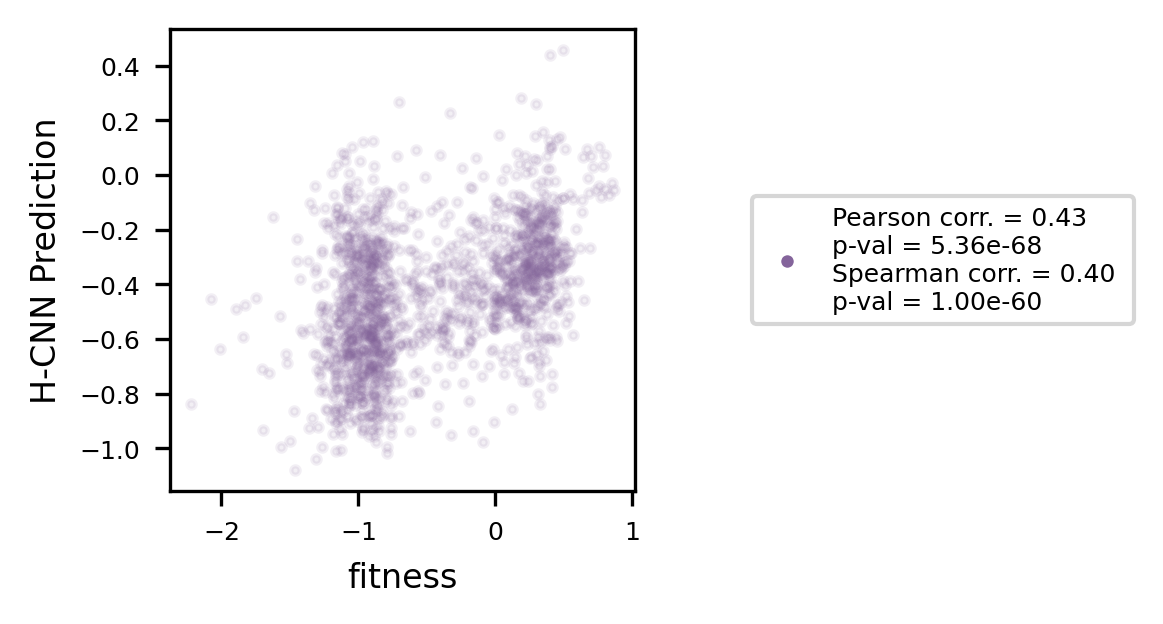 H-CNN Prediction
0.4
0.2
0.0
−0.2
−0.4
−0.6
−0.8
−1.0
−2
−1
0
1
fitness
Pearson corr. = 0.43
p-val = 5.36e-68
Spearman corr. = 0.40
p-val = 1.00e-60